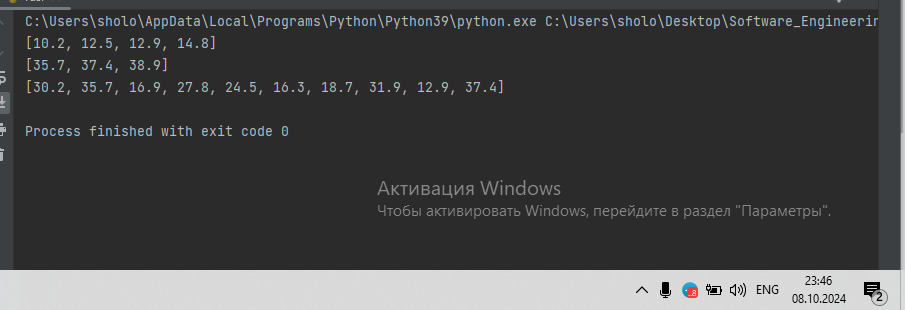 C:\Users\sholo\AppData\Local\Programs\Python\Python39\python.exe C:\Users\sholo\Desktop\Software_Engineerin
[10.2, 12.5, 12.9, 14.8]
[35.7, 37.4, 38.9]
[30.2, 35.7, 16.9, 27.8, 24.5, 16.3, 18.7, 31.9, 12.9, 37.4]
Process finished with exit code 0
Активация Windows
Чтобы активировать Windows, перейдите в раздел "Параметры".
ENG
23:46
08.10.2024
2